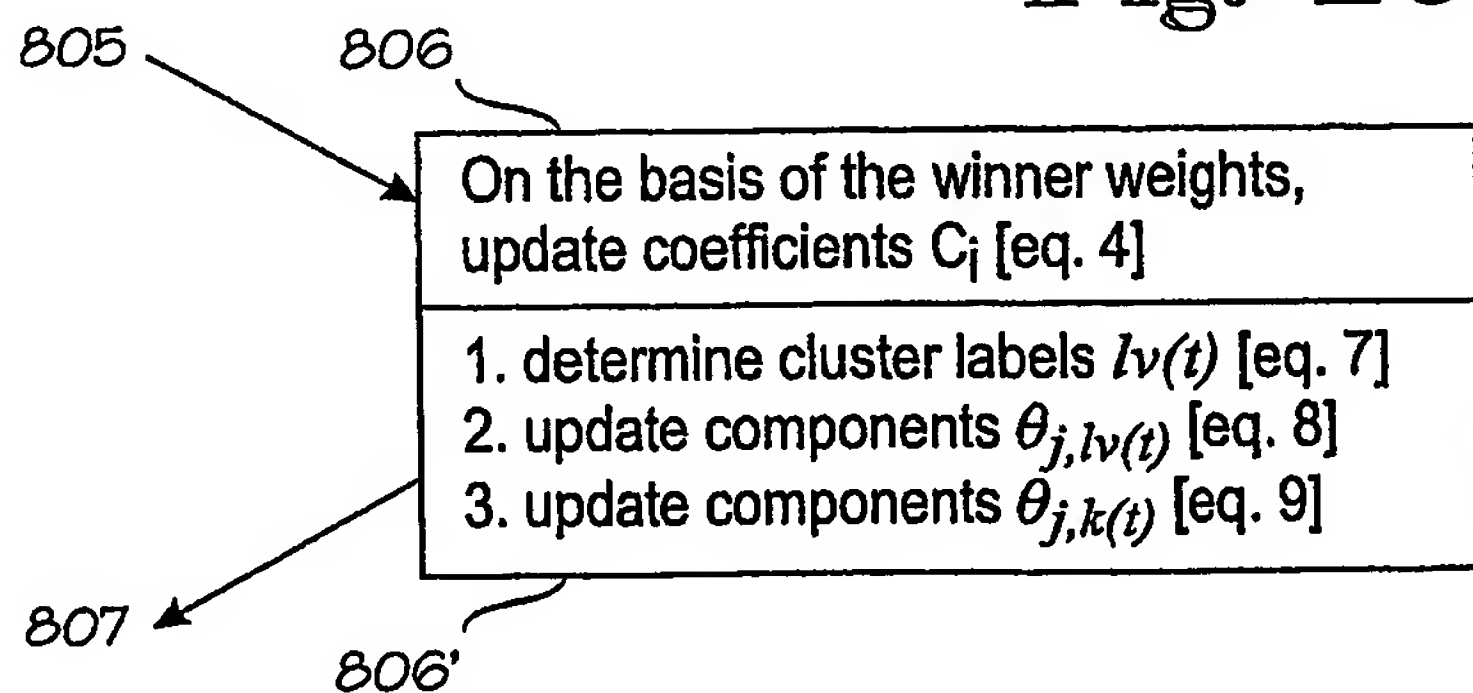 805
806
On the basis of the winner weights,
update coefficients Ci [eq. 4]
1. determine cluster labels lv(t) [eq. 7]
2. update components θj,lv(t) [eq. 8]
3. update components θj,k(t) [eq. 9]
807
806'